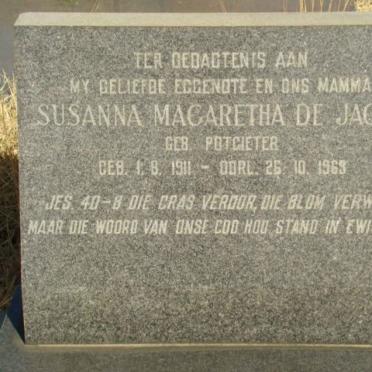 TER GEDAGTENIS AAN
MY GELIEFDE EGGENOTE EN ONS MAMMA
SUSANNA MAGARETHA DE JAG
GEB. POTGIETER
GEB. 1. 8. 1911 – OORL. 26. 10. 1969
JES. 40-8 DIE GRAS VERDOR, DIE BLOM VERW
MAAR DIE WOORD VAN ONSE GOD HOU STAND IN EWI